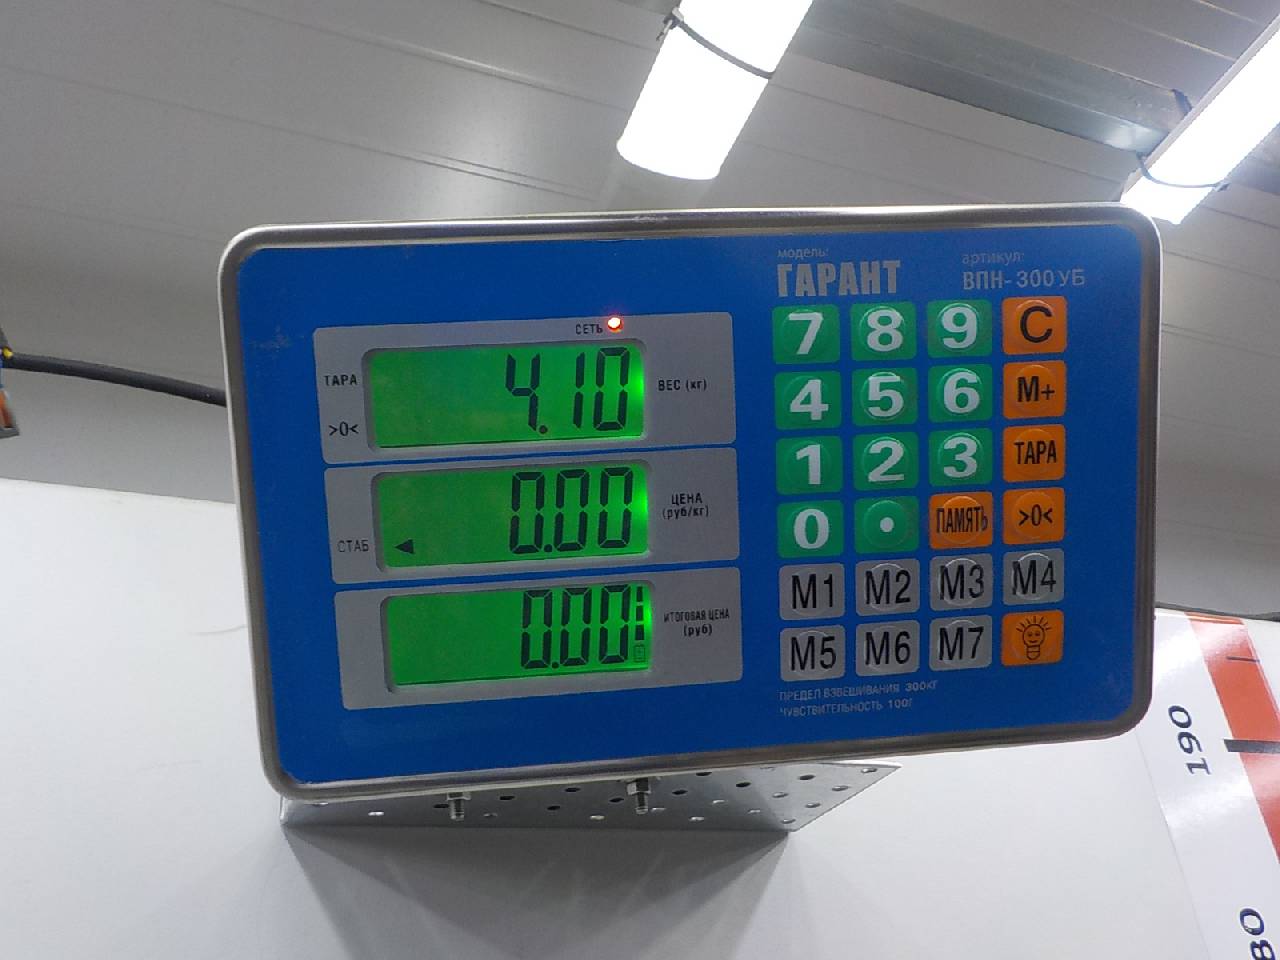 модель:
ГАРАНТ
артикул:
ВПН-300 УБ
СЕТЬ
ТАРА
>0<
4.10
ВЕС (кг)
0.00
ЦЕНА
(руб/кг)
СТАБ
0.00
ИТОГОВАЯ ЦЕНА
(руб)
7 8 9 C
4 5 6 M+
1 2 3 ТАРА
0 • ПАМЯТЬ >0<
M1 M2 M3 M4
M5 M6 M7
ПРЕДЕЛ ВЗВЕШИВАНИЯ 300КГ
ЧУВСТВИТЕЛЬНОСТЬ 100Г
190
80